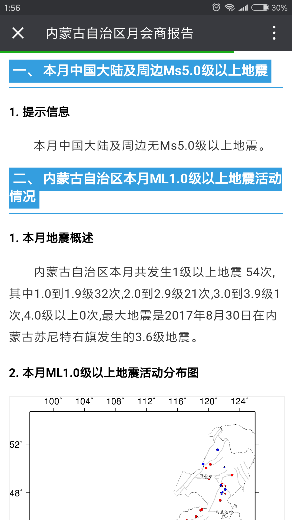 1:56
30%
内蒙古自治区月会商报告
一、 本月中国大陆及周边Ms5.0级以上地震
1. 提示信息
本月中国大陆及周边无Ms5.0级以上地震。
二、 内蒙古自治区本月ML1.0级以上地震活动
情况
1. 本月地震概述
内蒙古自治区本月共发生1级以上地震 54次,
其中1.0到1.9级32次,2.0到2.9级21次,3.0到3.9级1
次,4.0级以上0次,最大地震是2017年8月30日在内
蒙古苏尼特右旗发生的3.6级地震。
2. 本月ML1.0级以上地震活动分布图
100° 104° 108° 112° 116° 120° 124°
52°
48°